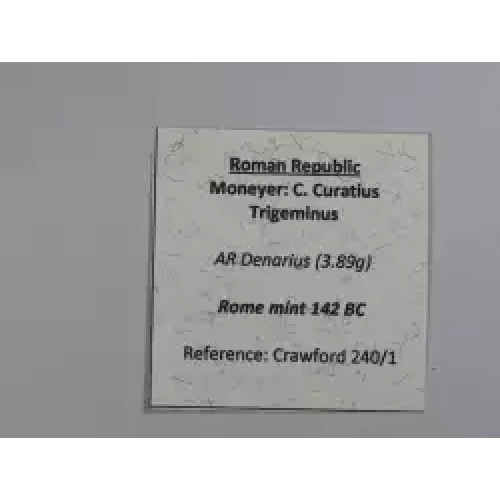 Roman Republic
Moneyer: C. Curatius
Trigeminus
AR Denarius (3.89g)
Rome mint 142 BC
Reference: Crawford 240/1